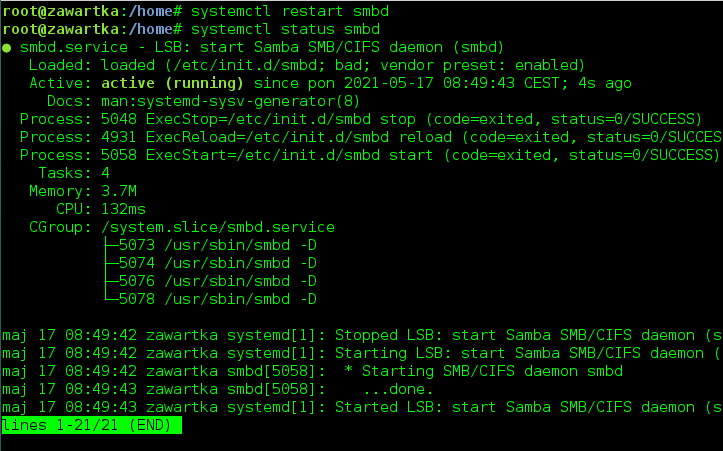 root@zawartka:/home# systemctl restart smbd
root@zawartka:/home# systemctl status smbd
● smbd.service - LSB: start Samba SMB/CIFS daemon (smbd)
   Loaded: loaded (/etc/init.d/smbd; bad; vendor preset: enabled)
   Active: active (running) since pon 2021-05-17 08:49:43 CEST; 4s ago
     Docs: man:systemd-sysv-generator(8)
  Process: 5048 ExecStop=/etc/init.d/smbd stop (code=exited, status=0/SUCCESS)
  Process: 4931 ExecReload=/etc/init.d/smbd reload (code=exited, status=0/SUCCESS
  Process: 5058 ExecStart=/etc/init.d/smbd start (code=exited, status=0/SUCCESS)
    Tasks: 4
   Memory: 3.7M
      CPU: 132ms
   CGroup: /system.slice/smbd.service
           ├─5073 /usr/sbin/smbd -D
           ├─5074 /usr/sbin/smbd -D
           ├─5076 /usr/sbin/smbd -D
           └─5078 /usr/sbin/smbd -D

maj 17 08:49:42 zawartka systemd[1]: Stopped LSB: start Samba SMB/CIFS daemon (s
maj 17 08:49:42 zawartka systemd[1]: Starting LSB: start Samba SMB/CIFS daemon (
maj 17 08:49:42 zawartka smbd[5058]:  * Starting SMB/CIFS daemon smbd
maj 17 08:49:43 zawartka smbd[5058]:    ...done.
maj 17 08:49:43 zawartka systemd[1]: Started LSB: start Samba SMB/CIFS daemon (s
lines 1-21/21 (END)